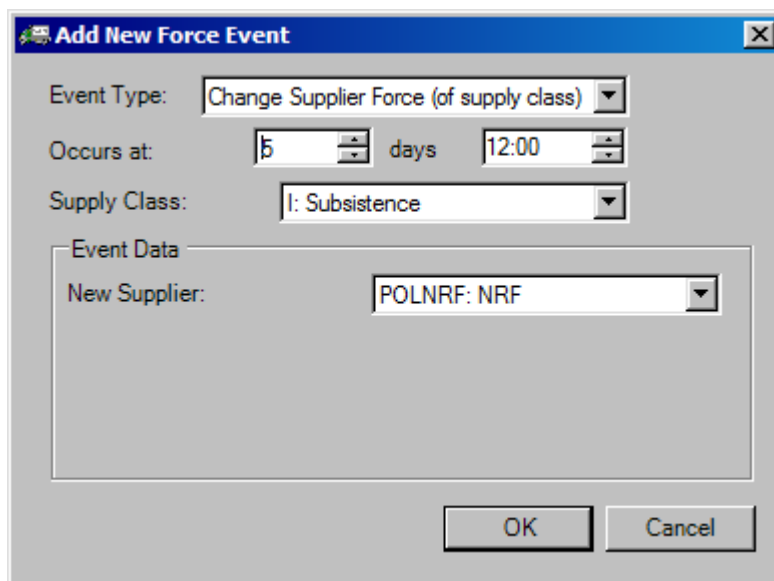 Add New Force Event
Event Type: Change Supplier Force (of supply class)
Occurs at: 5 days 12:00
Supply Class: I: Subsistence
Event Data
New Supplier: POLNRF: NRF
OK Cancel